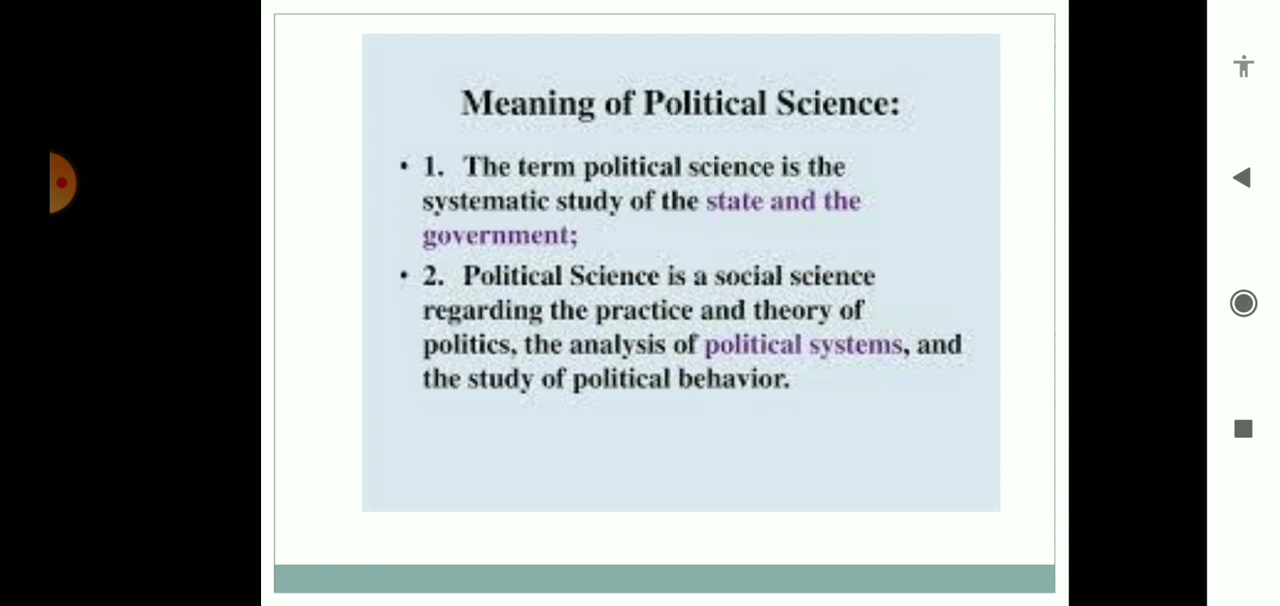 Meaning of Political Science:
• 1. The term political science is the
systematic study of the state and the
government;
• 2. Political Science is a social science
regarding the practice and theory of
politics, the analysis of political systems, and
the study of political behavior.